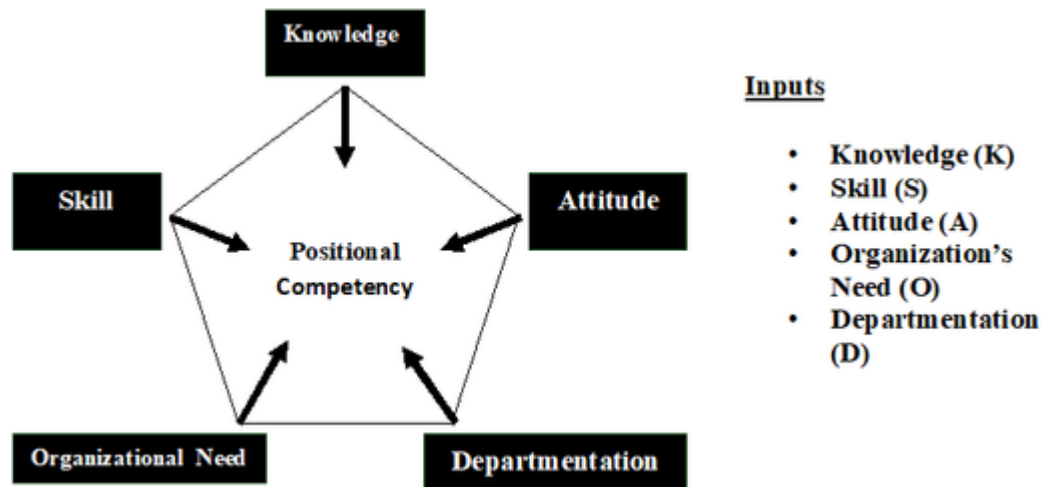 Knowledge
Skill
Attitude
Positional
Competency
Organizational Need
Departmentation
Inputs
• Knowledge (K)
• Skill (S)
• Attitude (A)
• Organization’s
Need (O)
• Departmentation
(D)